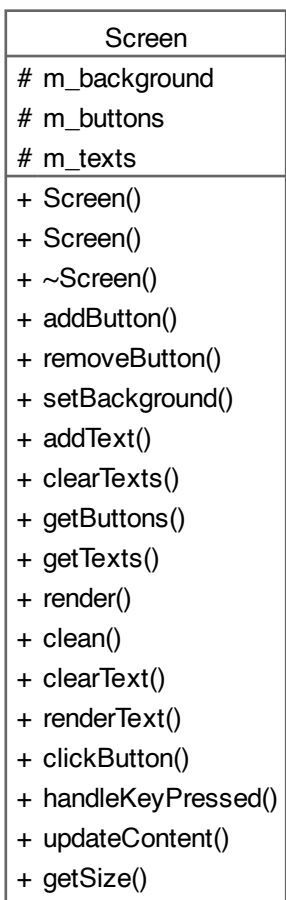 Screen
# m_background
# m_buttons
# m_texts
+ Screen()
+ Screen()
+ ~Screen()
+ addButton()
+ removeButton()
+ setBackground()
+ addText()
+ clearTexts()
+ getButtons()
+ getTexts()
+ render()
+ clean()
+ clearText()
+ renderText()
+ clickButton()
+ handleKeyPressed()
+ updateContent()
+ getSize()